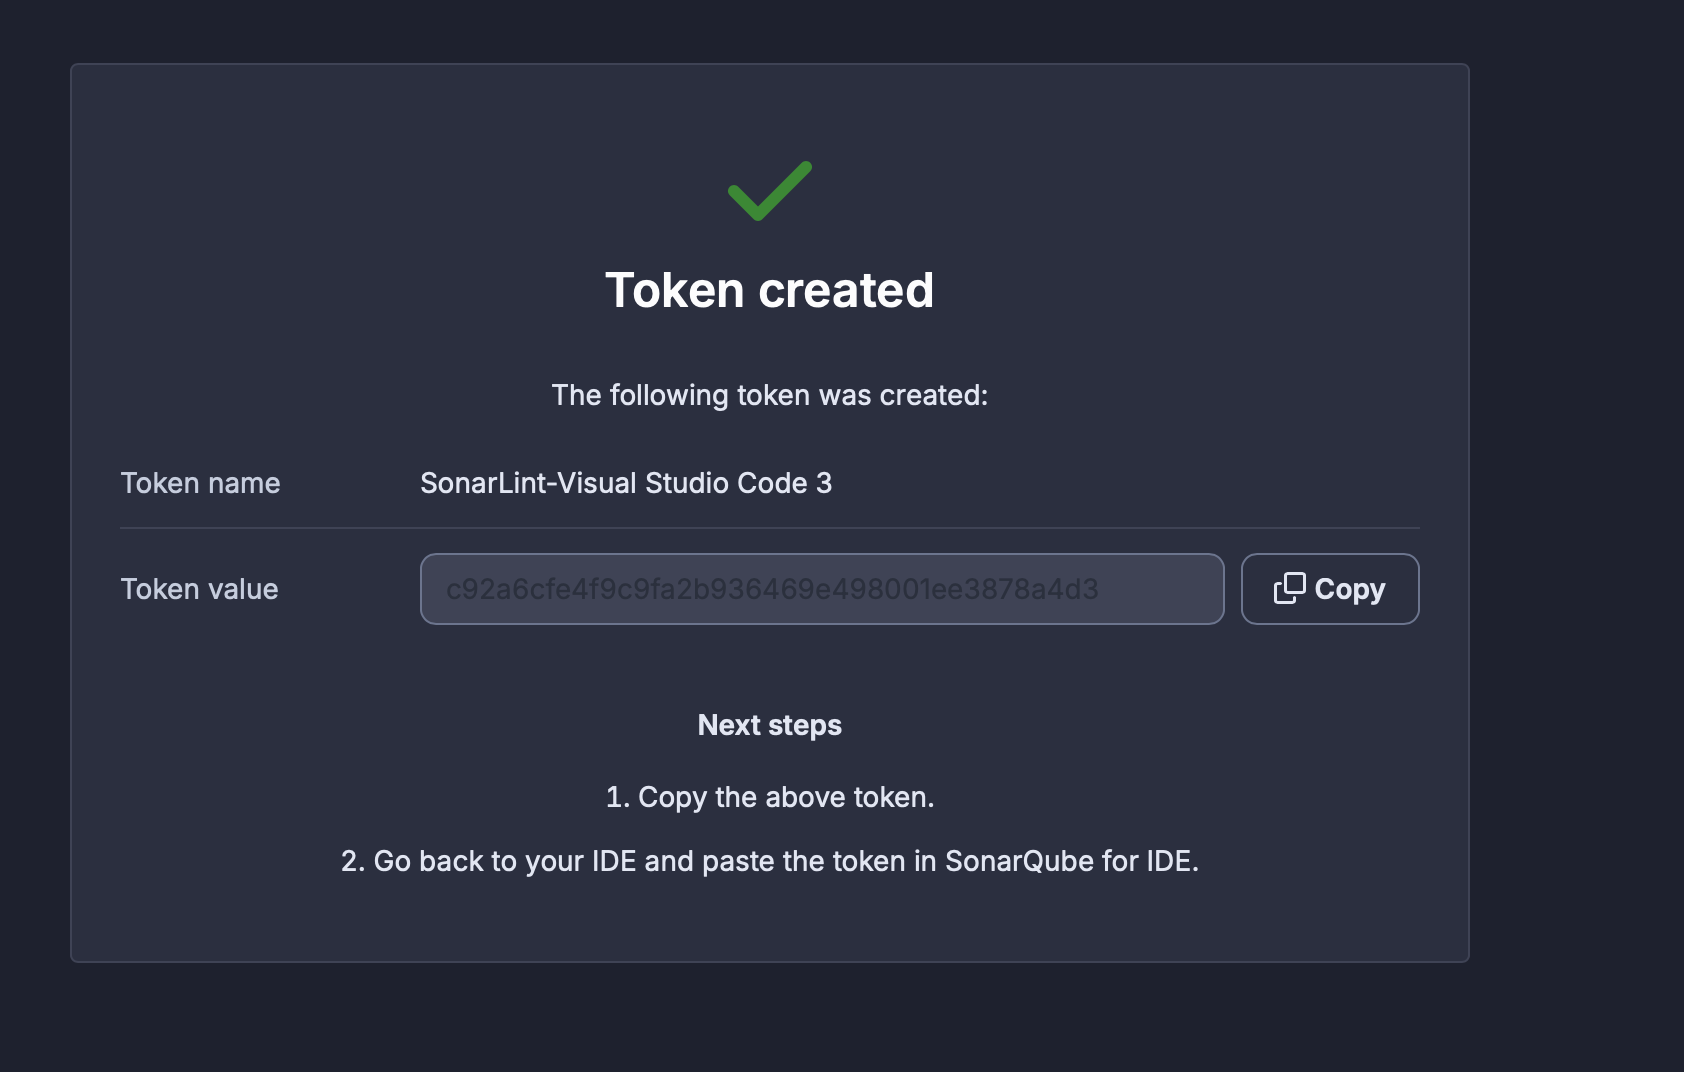 Token created
The following token was created:
Token name SonarLint-Visual Studio Code 3
Token value c92a6cfe4f9c9fa2b936469e498001ee3878a4d3 Copy
Next steps
1. Copy the above token.
2. Go back to your IDE and paste the token in SonarQube for IDE.